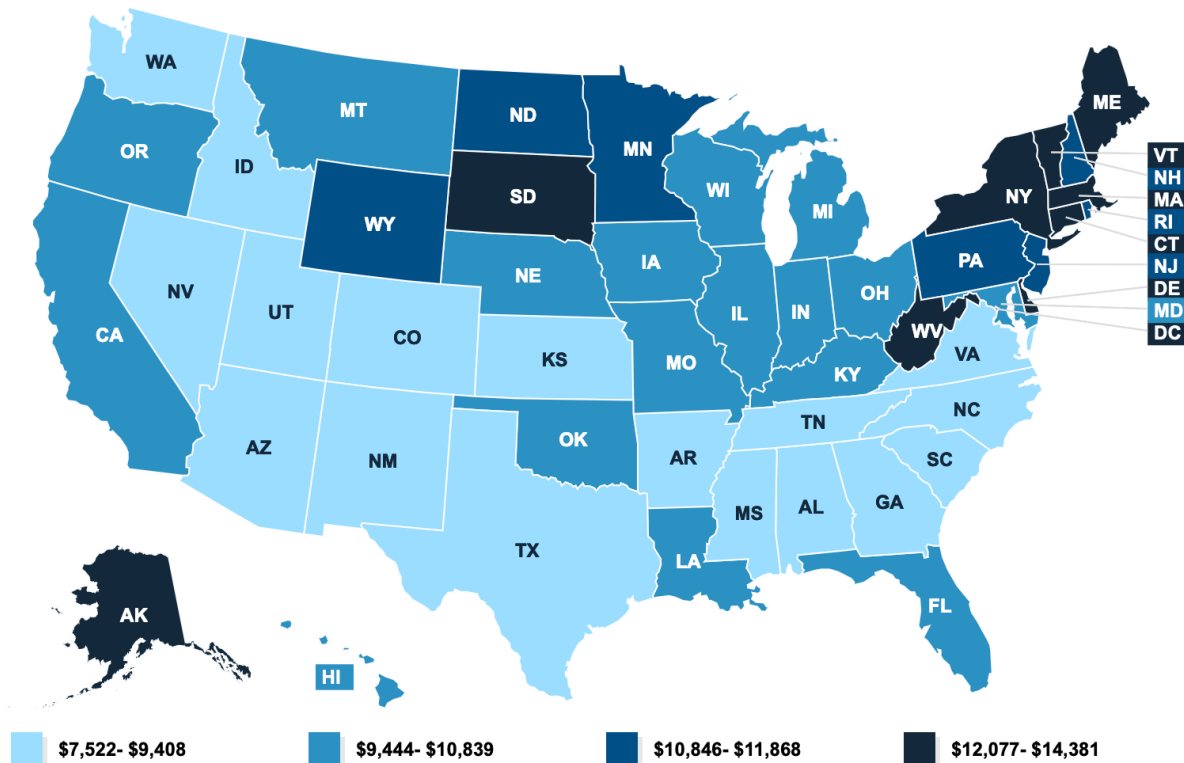 WA
MT
ND
MN
ME
OR
ID
SD
WI
MI
NY
VT
NH
MA
RI
CT
NJ
DE
MD
DC
WY
NE
IA
PA
NV
UT
CO
IL
IN
OH
WV
VA
CA
KS
MO
KY
AZ
NM
OK
AR
TN
NC
SC
TX
LA
MS
AL
GA
FL
AK
HI
$7,522- $9,408
$9,444- $10,839
$10,846- $11,868
$12,077- $14,381